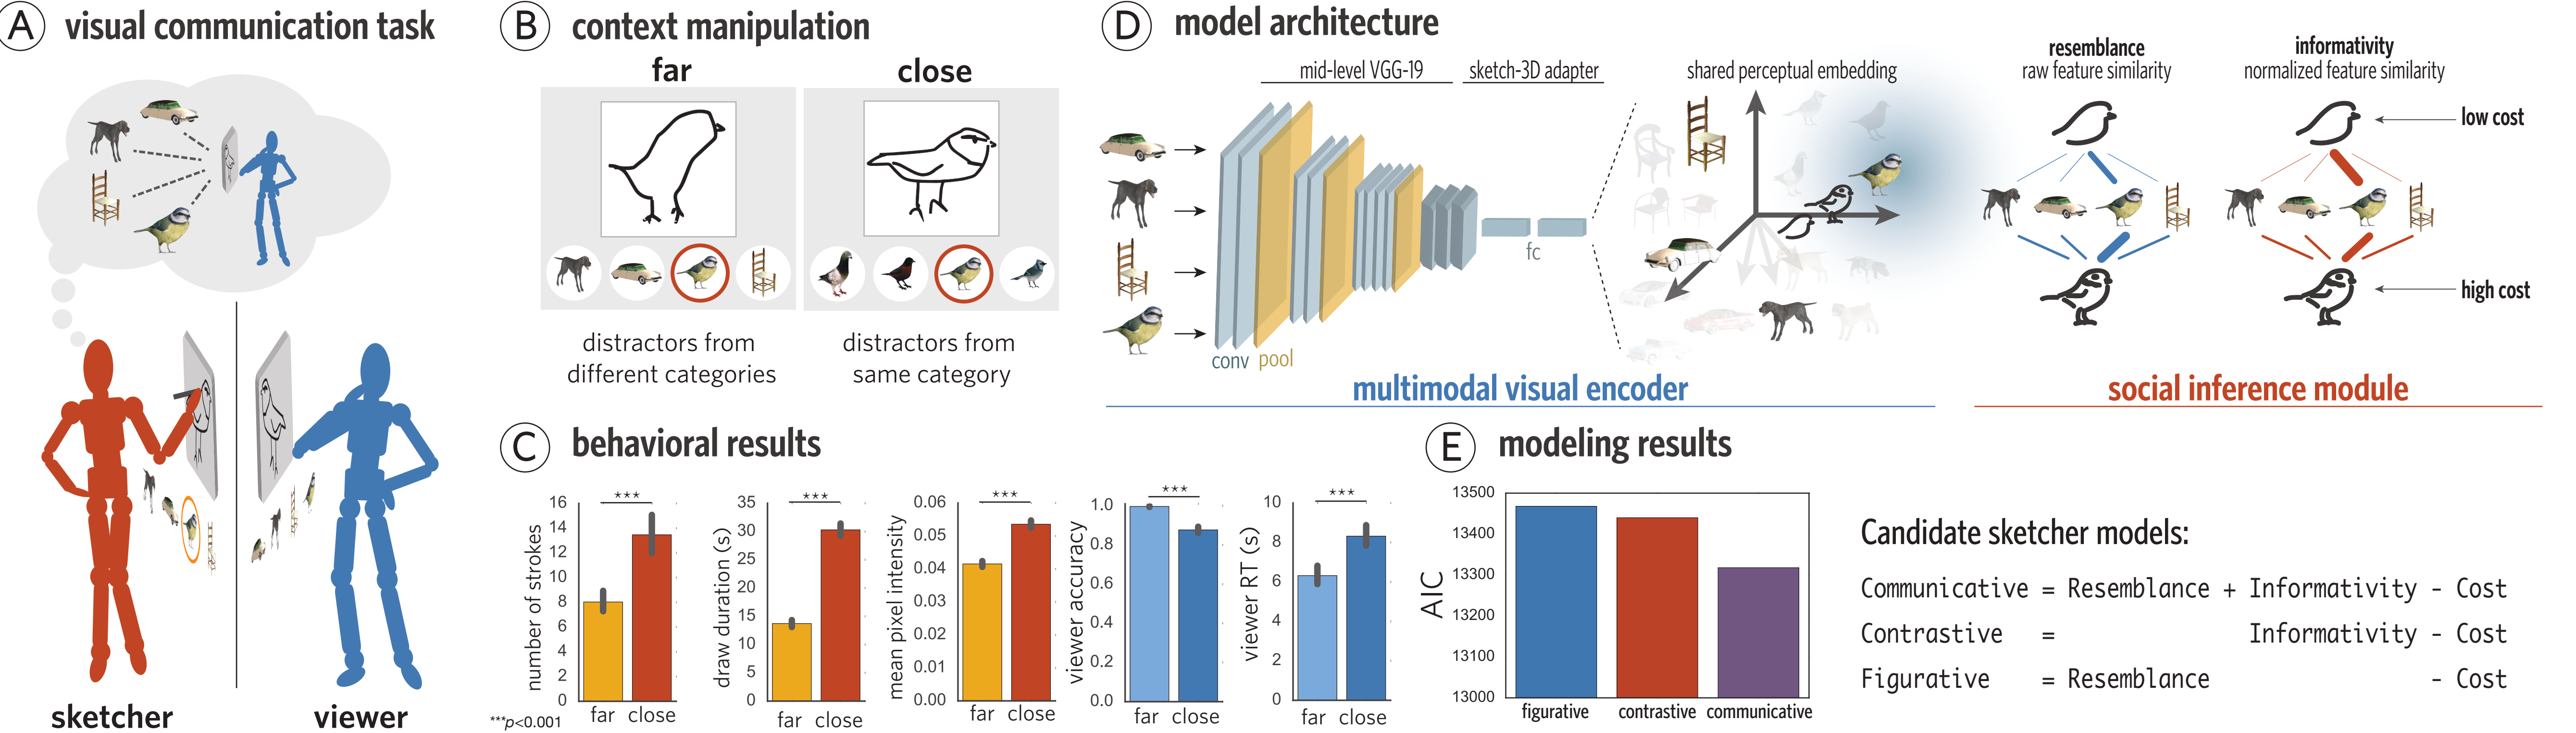 A visual communication task
sketcher
viewer
B context manipulation
far
close
distractors from
different categories
distractors from
same category
C behavioral results
number of strokes
16
14
12
10
8
6
4
2
0
***
far close
***p<0.001
draw duration (s)
35
30
25
20
15
10
5
0
***
far close
mean pixel intensity
0.06
0.05
0.04
0.03
0.02
0.01
0.00
***
far close
viewer accuracy
1.0
0.8
0.6
0.4
0.2
0.0
***
far close
viewer RT (s)
10
8
6
4
2
0
***
far close
D model architecture
mid-level VGG-19
sketch-3D adapter
shared perceptual embedding
conv pool
fc
multimodal visual encoder
resemblance
raw feature similarity
informativity
normalized feature similarity
low cost
high cost
social inference module
E modeling results
AIC
13500
13400
13300
13200
13100
13000
figurative contrastive communicative
Candidate sketcher models:
Communicative = Resemblance + Informativity - Cost
Contrastive = Informativity - Cost
Figurative = Resemblance - Cost